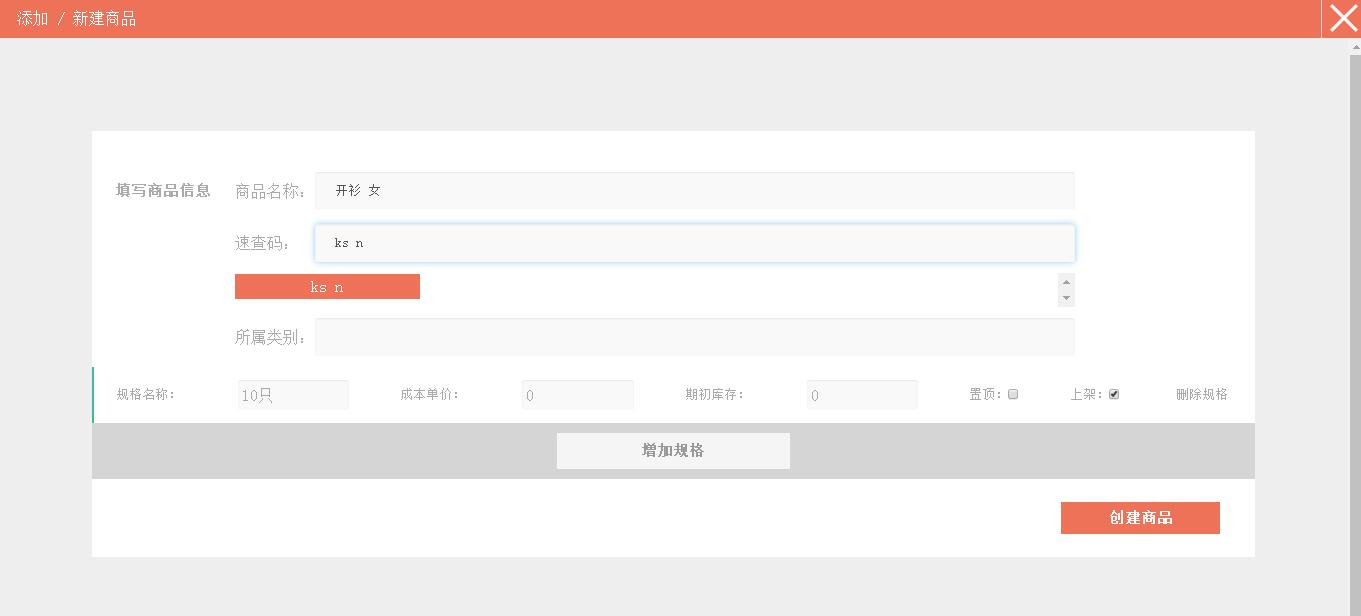 添加 / 新建商品
填写商品信息 商品名称： 开衫 女
速查码： ks n
ks n
所属类别：
规格名称： 10只 成本单价： 0 期初库存： 0 置顶： 上架： 删除规格
增加规格
创建商品